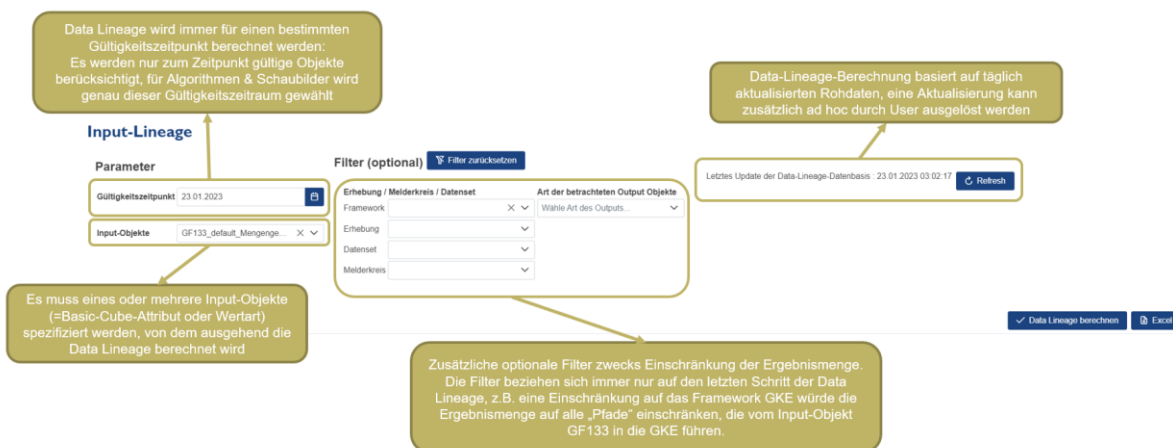 Data Lineage wird immer für einen bestimmten
Gültigkeitszeitpunkt berechnet werden:
Es werden nur zum Zeitpunkt gültige Objekte
berücksichtigt, für Algorithmen & Schaubilder wird
genau dieser Gültigkeitszeitraum gewählt
Data-Lineage-Berechnung basiert auf täglich
aktualisierten Rohdaten, eine Aktualisierung kann
zusätzlich ad hoc durch User ausgelöst werden
Input-Lineage
Parameter
Filter (optional) Filter zurücksetzen
Gültigkeitszeitpunkt 23.01.2023
Input-Objekte GF133_default_Mengenge...
Erhebung / Melderkreis / Datenset Art der betrachteten Output Objekte
Framework Wähle Art des Outputs...
Erhebung
Datenset
Melderkreis
Letztes Update der Data-Lineage-Datenbasis : 23.01.2023 03:02:17 Refresh
Es muss eines oder mehrere Input-Objekte
(=Basic-Cube-Attribut oder Wertart)
spezifiziert werden, von dem ausgehend die
Data Lineage berechnet wird
Data Lineage berechnen Excel
Zusätzliche optionale Filter zwecks Einschränkung der Ergebnismenge.
Die Filter beziehen sich immer nur auf den letzten Schritt der Data
Lineage, z.B. eine Einschränkung auf das Framework GKE würde die
Ergebnismenge auf alle „Pfade“ einschränken, die vom Input-Objekt
GF133 in die GKE führen.